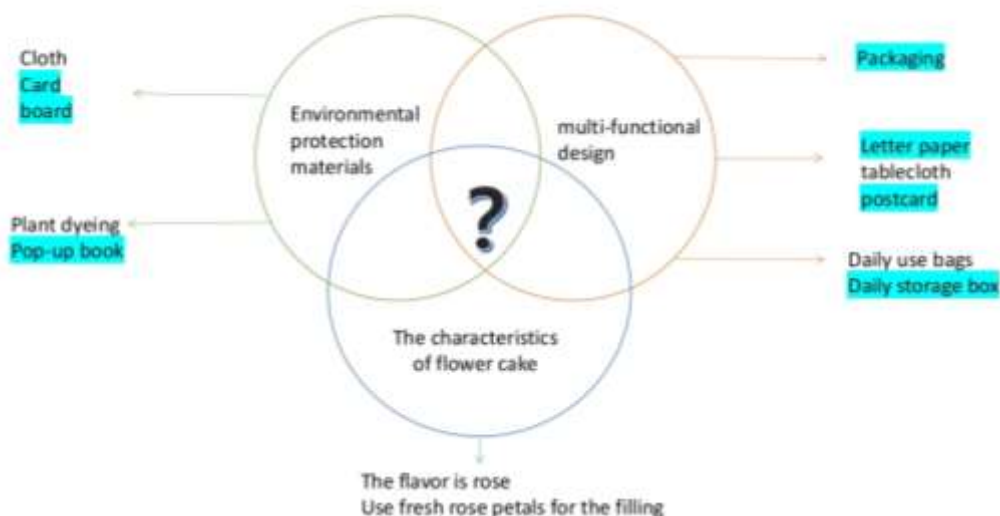 Cloth
Card
board
Plant dyeing
Pop-up book
Environmental
protection
materials
multi-functional
design
?
The characteristics
of flower cake
Packaging
Letter paper
tablecloth
postcard
Daily use bags
Daily storage box
The flavor is rose
Use fresh rose petals for the filling